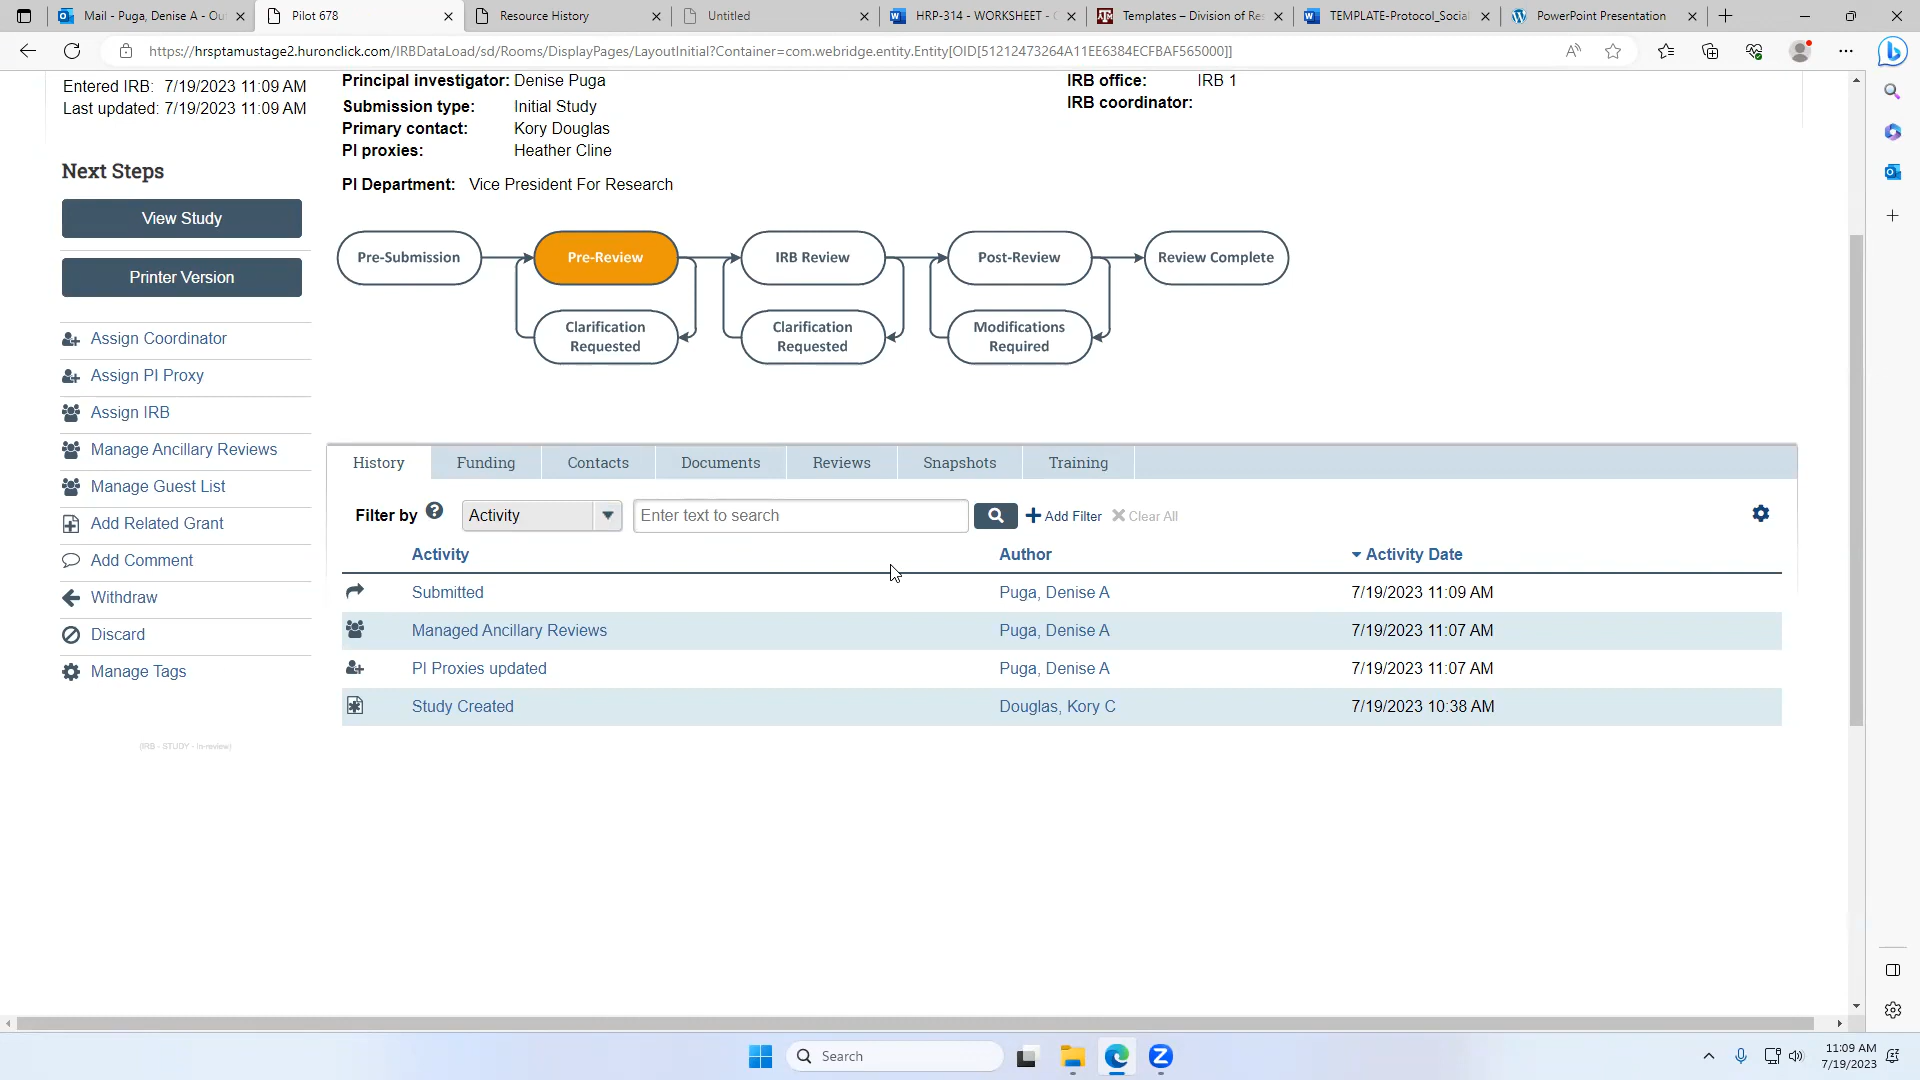 Mail - Puga, Denise A - Ou
Pilot 678
Resource History
Untitled
HRP-314 - WORKSHEET - C
Templates – Division of Re
TEMPLATE-Protocol_Social
PowerPoint Presentation
https://hrsptamustage2.huronclick.com/IRBDataLoad/sd/Rooms/DisplayPages/LayoutInitial?Container=com.webridge.entity.Entity[OID[51212473264A11EE6384ECFBAF565000]]
Entered IRB: 7/19/2023 11:09 AM
Last updated: 7/19/2023 11:09 AM
Principal investigator: Denise Puga
Submission type: Initial Study
Primary contact: Kory Douglas
PI proxies: Heather Cline
PI Department: Vice President For Research
IRB office: IRB 1
IRB coordinator:
Next Steps
View Study
Printer Version
Assign Coordinator
Assign PI Proxy
Assign IRB
Manage Ancillary Reviews
Manage Guest List
Add Related Grant
Add Comment
Withdraw
Discard
Manage Tags
(IRB - STUDY - In-review)
Pre-Submission
Pre-Review
IRB Review
Post-Review
Review Complete
Clarification
Requested
Clarification
Requested
Modifications
Required
History
Funding
Contacts
Documents
Reviews
Snapshots
Training
Filter by ? Activity Enter text to search Add Filter Clear All
Activity Author Activity Date
Submitted Puga, Denise A 7/19/2023 11:09 AM
Managed Ancillary Reviews Puga, Denise A 7/19/2023 11:07 AM
PI Proxies updated Puga, Denise A 7/19/2023 11:07 AM
Study Created Douglas, Kory C 7/19/2023 10:38 AM
Search
11:09 AM
7/19/2023